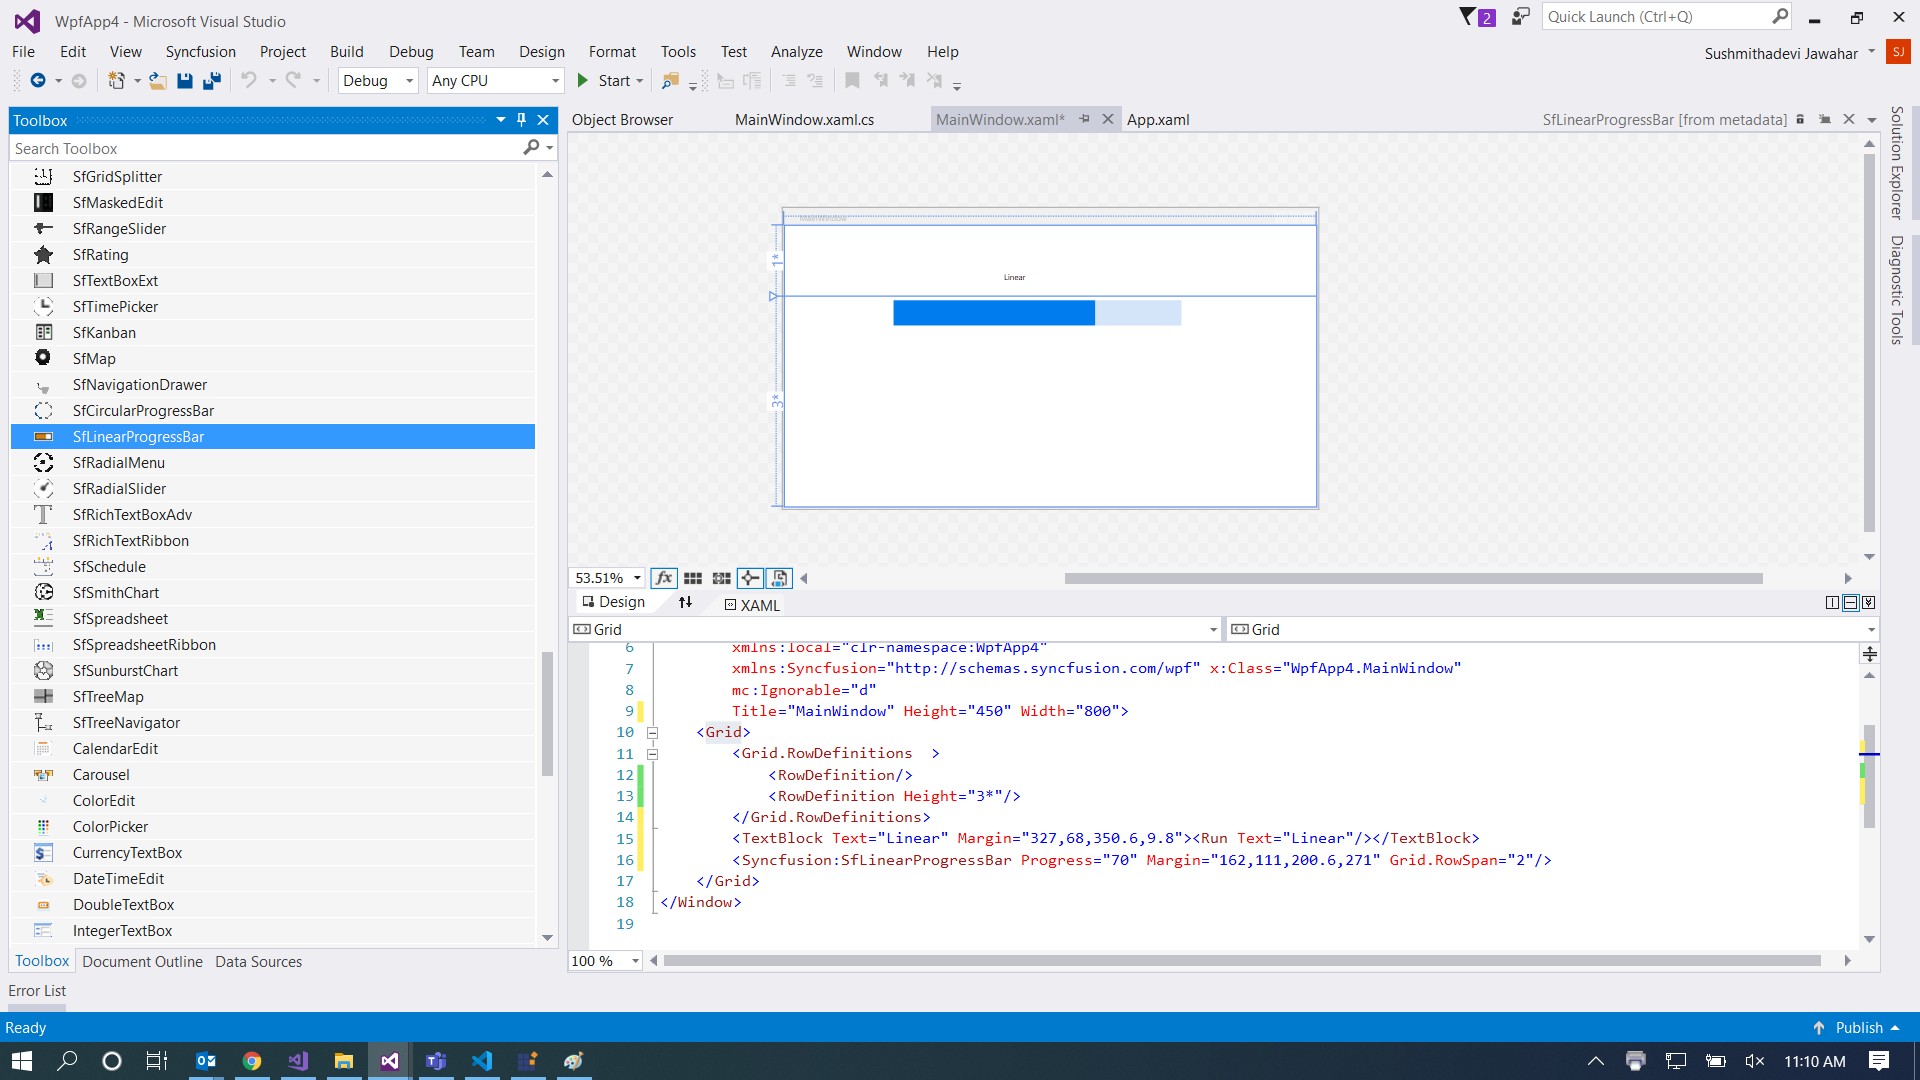 WpfApp4 - Microsoft Visual Studio
2
Quick Launch (Ctrl+Q)
File Edit View Syncfusion Project Build Debug Team Design Format Tools Test Analyze Window Help
Sushmithadevi Jawahar
SJ
Debug
Any CPU
Start
Toolbox
Search Toolbox
SfGridSplitter
SfMaskedEdit
SfRangeSlider
SfRating
SfTextBoxExt
SfTimePicker
SfKanban
SfMap
SfNavigationDrawer
SfCircularProgressBar
SfLinearProgressBar
SfRadialMenu
SfRadialSlider
SfRichTextBoxAdv
SfRichTextRibbon
SfSchedule
SfSmithChart
SfSpreadsheet
SfSpreadsheetRibbon
SfSunburstChart
SfTreeMap
SfTreeNavigator
CalendarEdit
Carousel
ColorEdit
ColorPicker
CurrencyTextBox
DateTimeEdit
DoubleTextBox
IntegerTextBox
Toolbox Document Outline Data Sources
Error List
Object Browser MainWindow.xaml.cs MainWindow.xaml* App.xaml SfLinearProgressBar [from metadata]
Solution Explorer
Diagnostic Tools
MainWindow
1*
Linear
3*
53.51%
fx
Design
XAML
Grid
Grid
6 xmlns:local="clr-namespace:WpfApp4"
7 xmlns:Syncfusion="http://schemas.syncfusion.com/wpf" x:Class="WpfApp4.MainWindow"
8 mc:Ignorable="d"
9 Title="MainWindow" Height="450" Width="800">
10 <Grid>
11 <Grid.RowDefinitions  >
12 <RowDefinition/>
13 <RowDefinition Height="3*"/>
14 </Grid.RowDefinitions>
15 <TextBlock Text="Linear" Margin="327,68,350.6,9.8"><Run Text="Linear"/></TextBlock>
16 <Syncfusion:SfLinearProgressBar Progress="70" Margin="162,111,200.6,271" Grid.RowSpan="2"/>
17 </Grid>
18 </Window>
19
100 %
Ready
Publish
11:10 AM